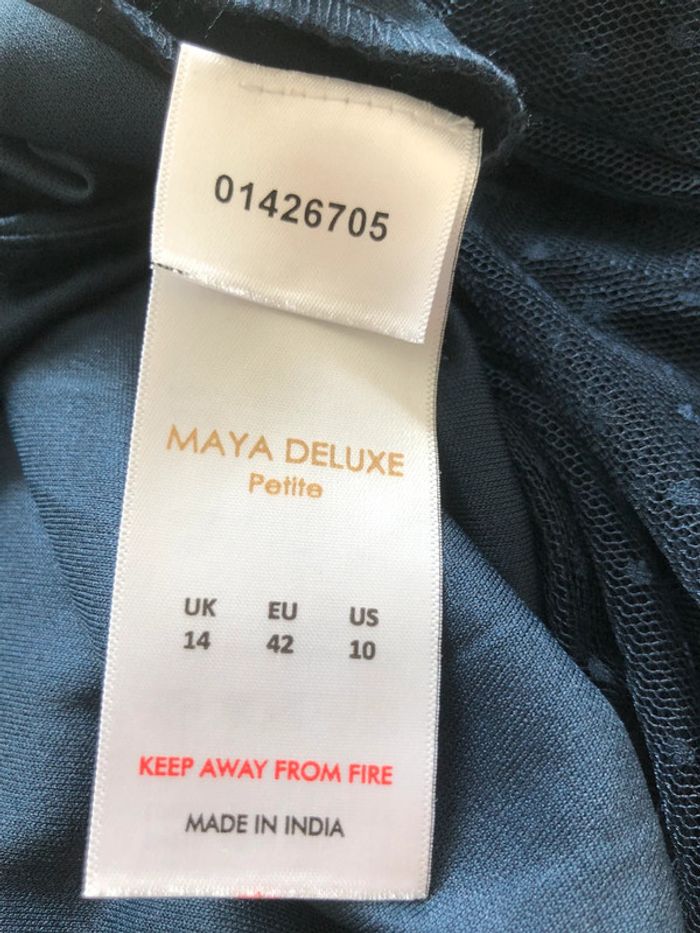 01426705
MAYA DELUXE
Petite
UK EU US
14 42 10
KEEP AWAY FROM FIRE
MADE IN INDIA